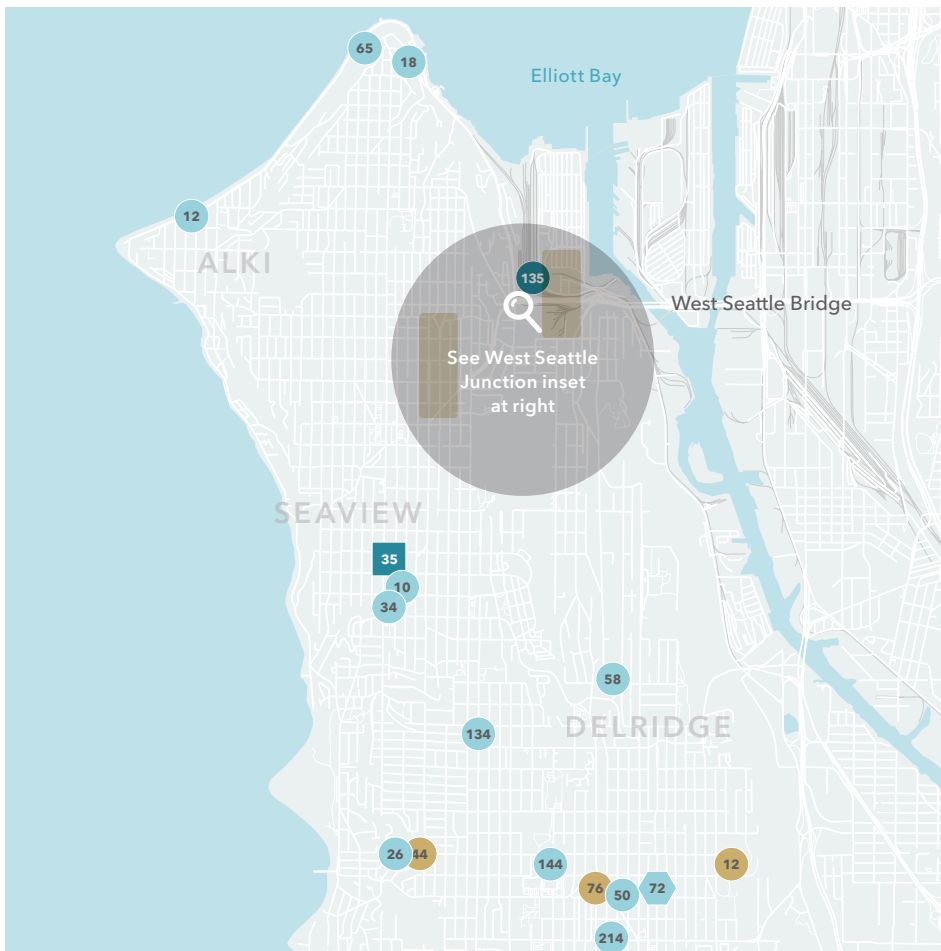 65
18
Elliott Bay
12
ALKI
135
West Seattle Bridge
See West Seattle
Junction inset
at right
SEAVIEW
35
10
34
58
DELRIDGE
134
26
44
144
12
76
50
72
214